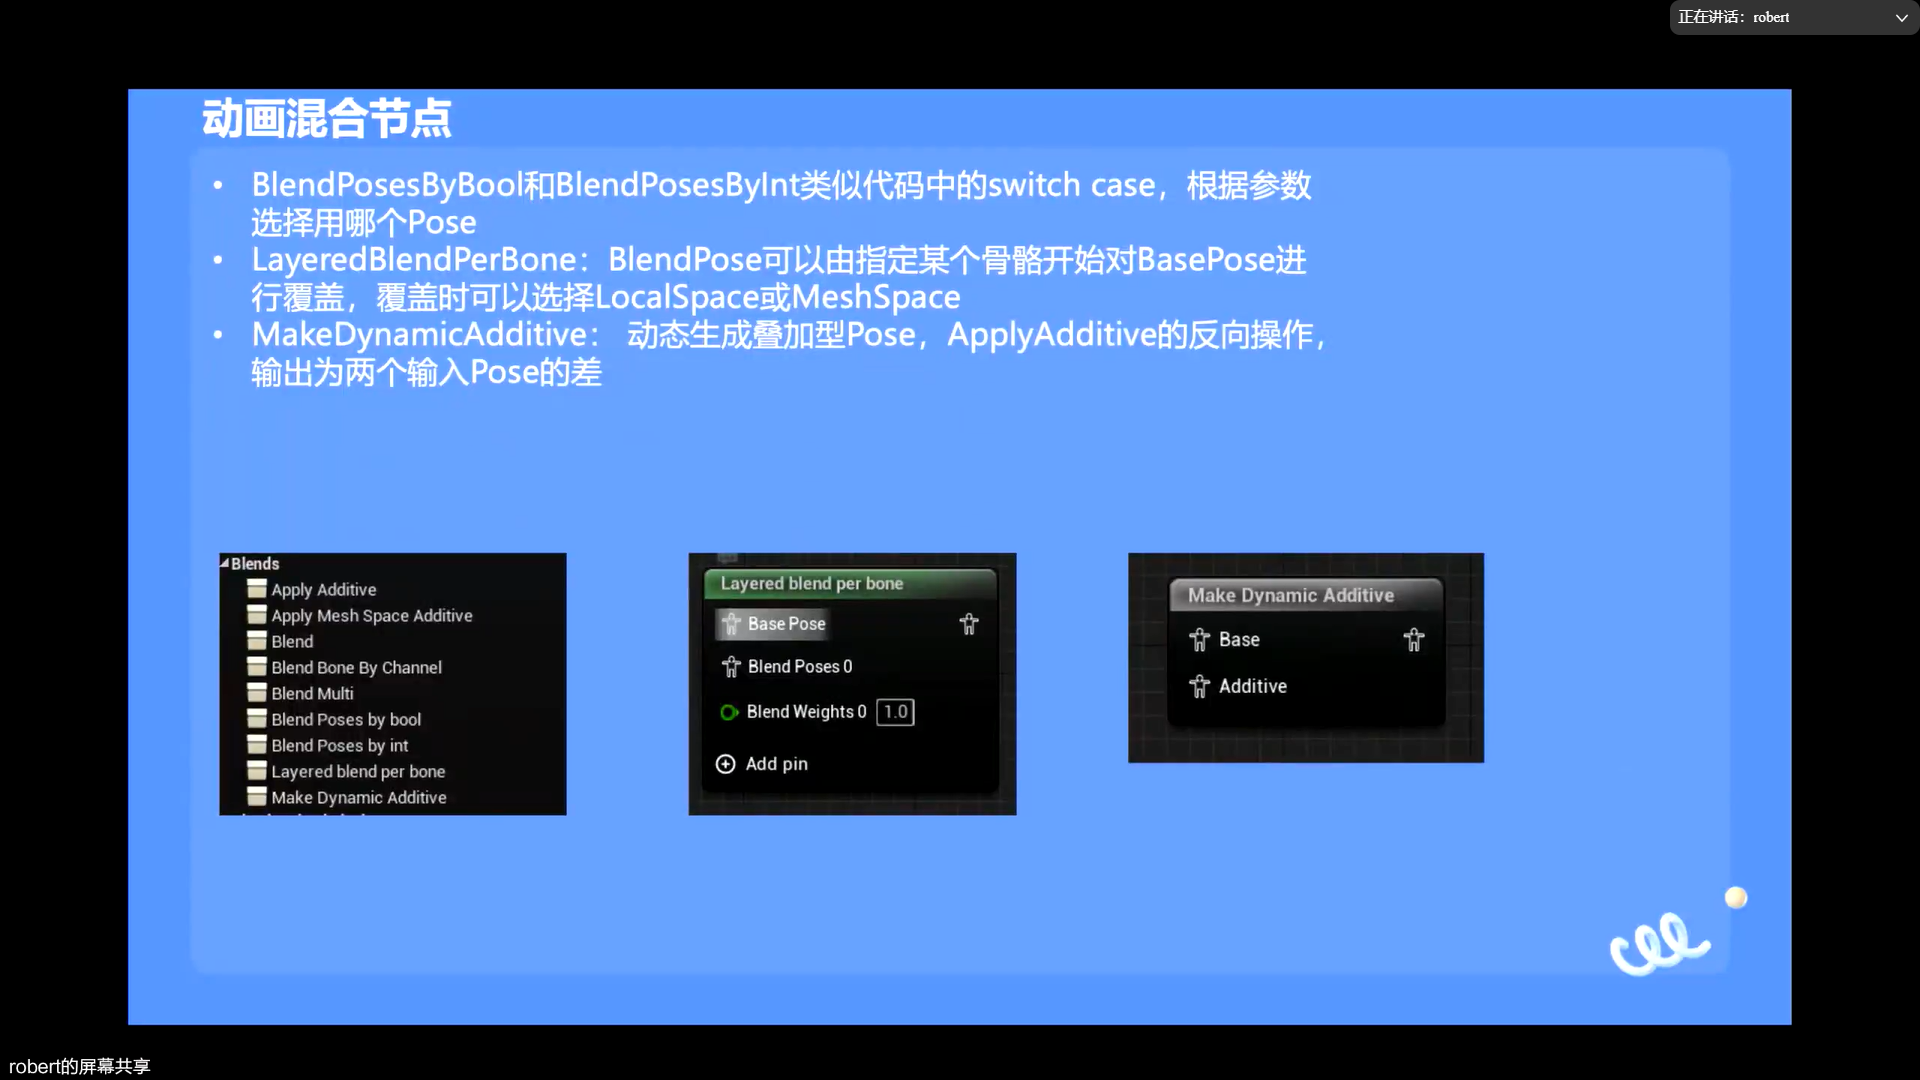 正在讲话：robert
动画混合节点
• BlendPosesByBool和BlendPosesByInt类似代码中的switch case，根据参数
选择用哪个Pose
• LayeredBlendPerBone：BlendPose可以由指定某个骨骼开始对BasePose进
行覆盖，覆盖时可以选择LocalSpace或MeshSpace
• MakeDynamicAdditive： 动态生成叠加型Pose，ApplyAdditive的反向操作，
输出为两个输入Pose的差
Blends
Apply Additive
Apply Mesh Space Additive
Blend
Blend Bone By Channel
Blend Multi
Blend Poses by bool
Blend Poses by int
Layered blend per bone
Make Dynamic Additive
Layered blend per bone
Base Pose
Blend Poses 0
Blend Weights 0 1.0
Add pin
Make Dynamic Additive
Base
Additive
robert的屏幕共享